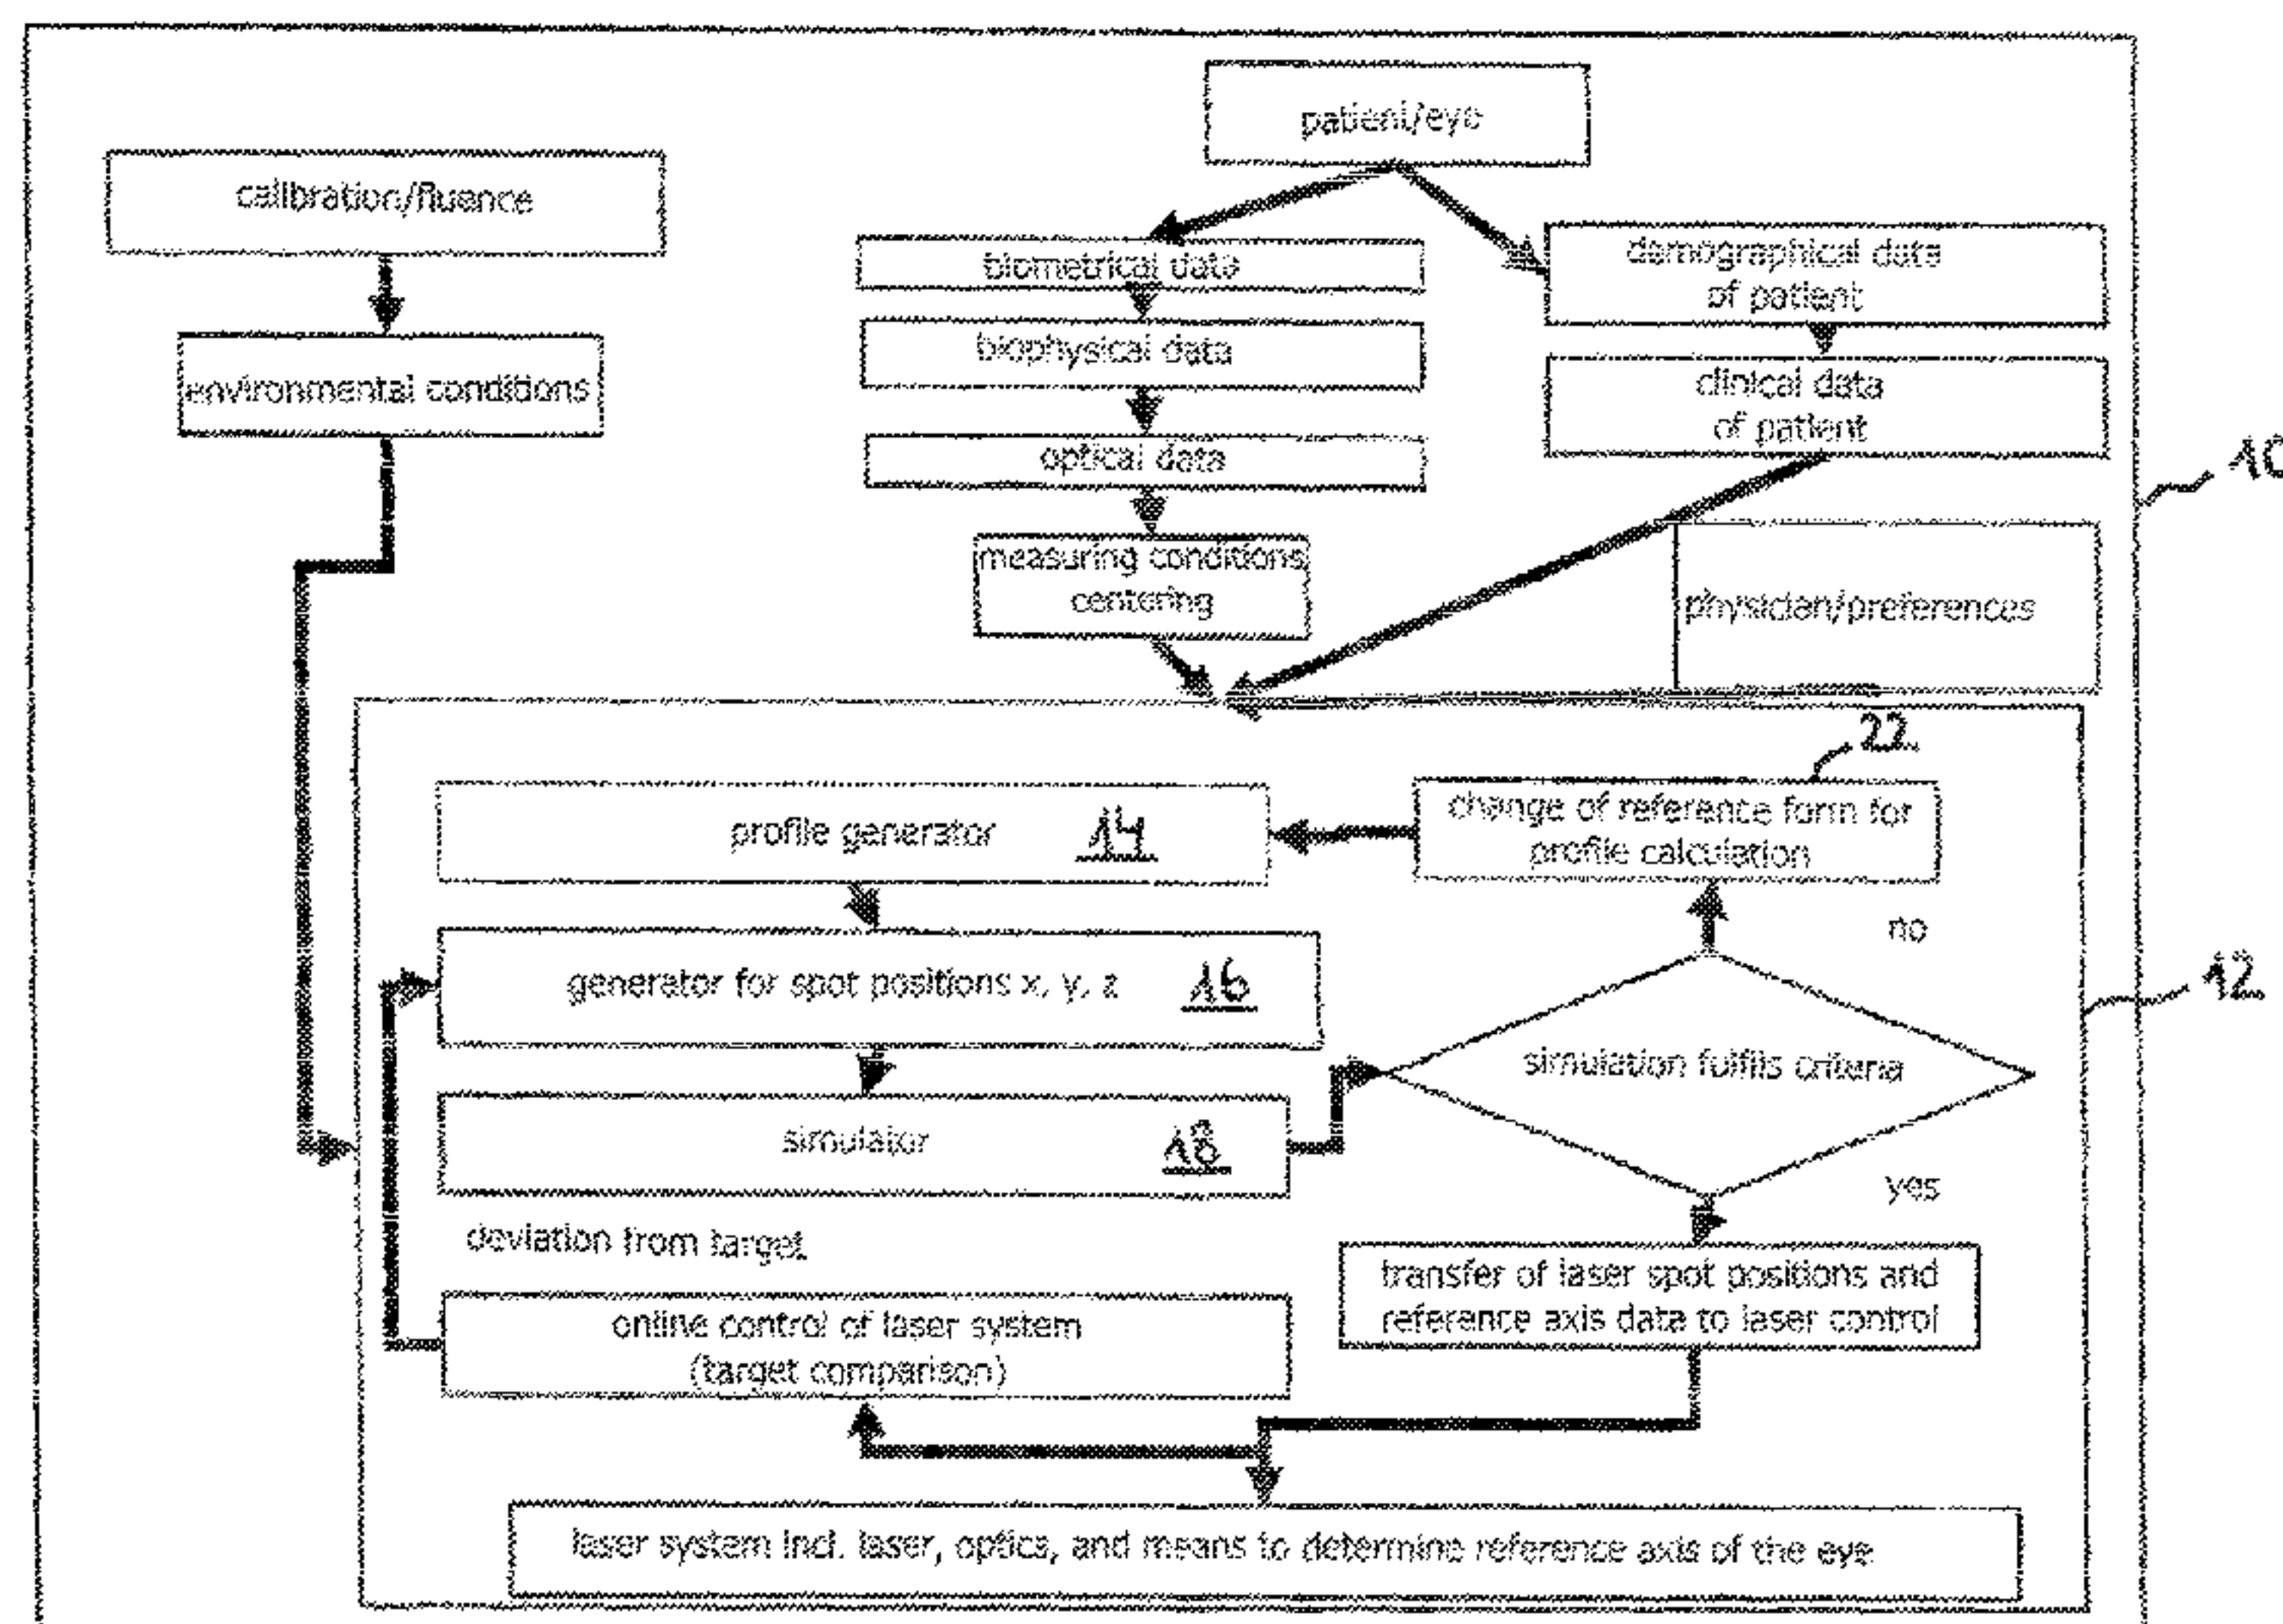 patient/eye
calibration/fluence
biometrical data
demographical data
of patient
biophysical data
environmental conditions
clinical data
of patient
optical data
10
measuring conditions
centering
physician/preferences
22
profile generator 14
change of reference form for
profile calculation
no
generator for spot positions x, y, z 16
12
simulation fulfils criteria
simulator 18
yes
deviation from target
transfer of laser spot positions and
reference axis data to laser control
online control of laser system
(target comparison)
laser system incl. laser, optics, and means to determine reference axis of the eye